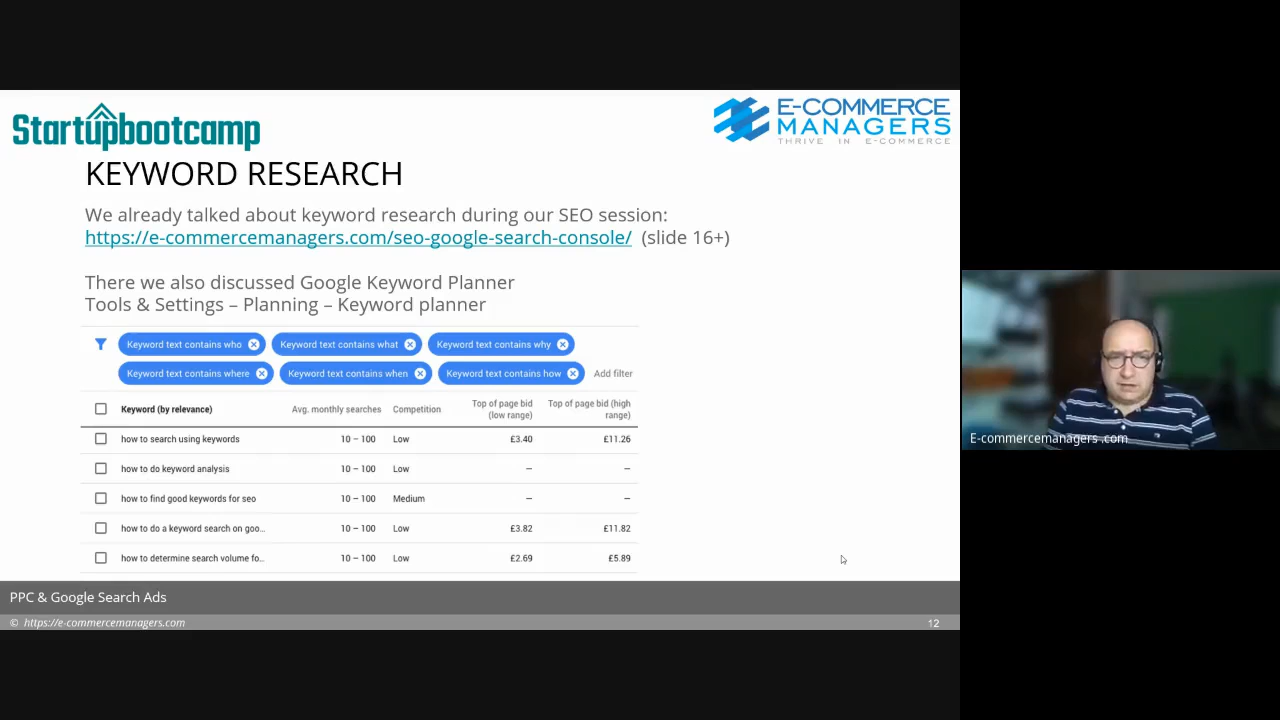 Startupbootcamp
E-COMMERCE
MANAGERS
THRIVE IN E-COMMERCE
KEYWORD RESEARCH
We already talked about keyword research during our SEO session:
https://e-commercemanagers.com/seo-google-search-console/ (slide 16+)
There we also discussed Google Keyword Planner
Tools & Settings – Planning – Keyword planner
Keyword text contains who Keyword text contains what Keyword text contains why
Keyword text contains where Keyword text contains when Keyword text contains how Add filter
Keyword (by relevance) Avg. monthly searches Competition Top of page bid (low range) Top of page bid (high range)
how to search using keywords 10 – 100 Low £3.40 £11.26
how to do keyword analysis 10 – 100 Low – –
how to find good keywords for seo 10 – 100 Medium – –
how to do a keyword search on goo... 10 – 100 Low £3.82 £11.82
how to determine search volume fo... 10 – 100 Low £2.69 £5.89
PPC & Google Search Ads
© https://e-commercemanagers.com 12
E-commercemanagers .com